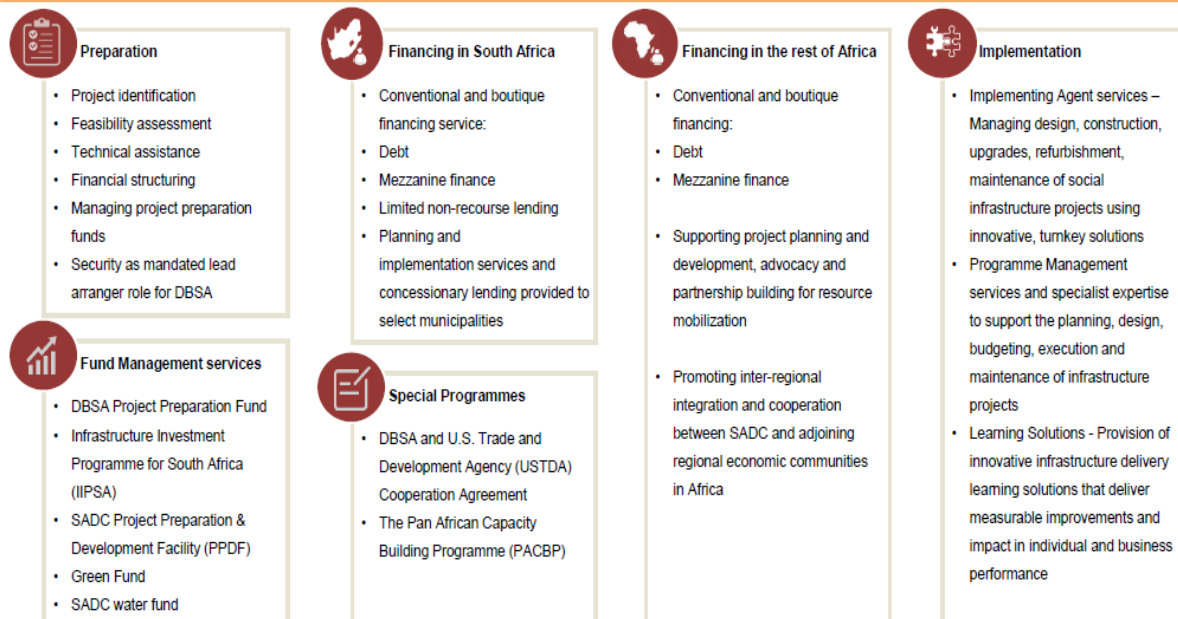 Preparation
• Project identification
• Feasibility assessment
• Technical assistance
• Financial structuring
• Managing project preparation
funds
• Security as mandated lead
arranger role for DBSA
Fund Management services
• DBSA Project Preparation Fund
• Infrastructure Investment
Programme for South Africa
(IIPSA)
• SADC Project Preparation &
Development Facility (PPDF)
• Green Fund
• SADC water fund
Financing in South Africa
• Conventional and boutique
financing service:
• Debt
• Mezzanine finance
• Limited non-recourse lending
• Planning and
implementation services and
concessionary lending provided to
select municipalities
Special Programmes
• DBSA and U.S. Trade and
Development Agency (USTDA)
Cooperation Agreement
• The Pan African Capacity
Building Programme (PACBP)
Financing in the rest of Africa
• Conventional and boutique
financing:
• Debt
• Mezzanine finance
• Supporting project planning and
development, advocacy and
partnership building for resource
mobilization
• Promoting inter-regional
integration and cooperation
between SADC and adjoining
regional economic communities
in Africa
Implementation
• Implementing Agent services –
Managing design, construction,
upgrades, refurbishment,
maintenance of social
infrastructure projects using
innovative, turnkey solutions
• Programme Management
services and specialist expertise
to support the planning, design,
budgeting, execution and
maintenance of infrastructure
projects
• Learning Solutions - Provision of
innovative infrastructure delivery
learning solutions that deliver
measurable improvements and
impact in individual and business
performance